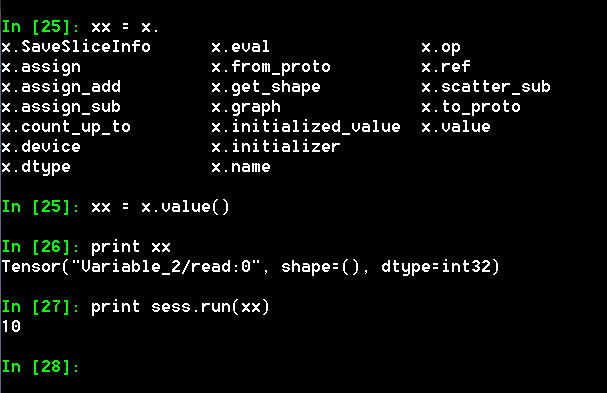 In [25]: xx = x.
x.SaveSliceInfo x.eval x.op
x.assign x.from_proto x.ref
x.assign_add x.get_shape x.scatter_sub
x.assign_sub x.graph x.to_proto
x.count_up_to x.initialized_value x.value
x.device x.initializer
x.dtype x.name
In [25]: xx = x.value()
In [26]: print xx
Tensor("Variable_2/read:0", shape=(), dtype=int32)
In [27]: print sess.run(xx)
10
In [28]: